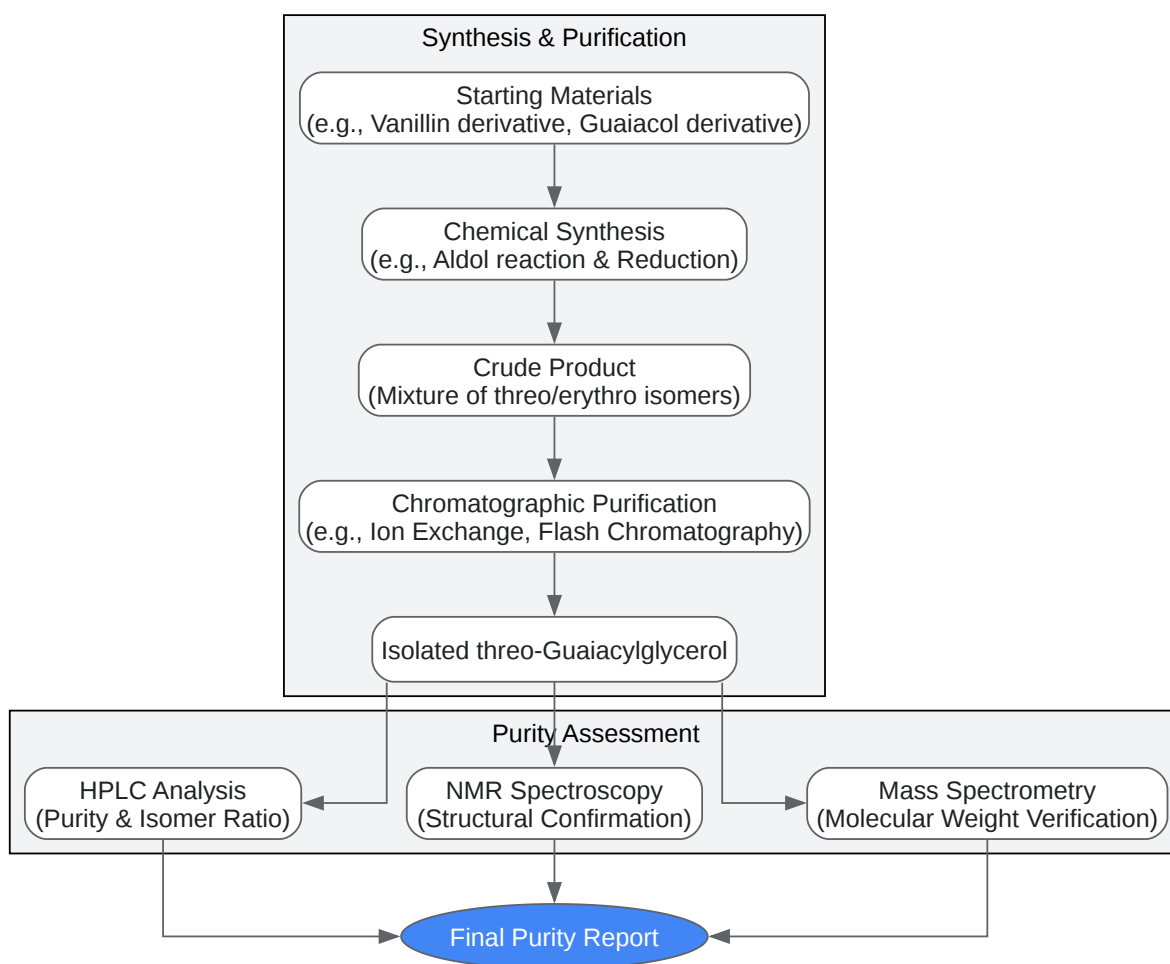 Synthesis & Purification
Starting Materials
(e.g., Vanillin derivative, Guaiacol derivative)
Chemical Synthesis
(e.g., Aldol reaction & Reduction)
Crude Product
(Mixture of threo/erythro isomers)
Chromatographic Purification
(e.g., Ion Exchange, Flash Chromatography)
Isolated threo-Guaiacylglycerol
Purity Assessment
HPLC Analysis
(Purity & Isomer Ratio)
NMR Spectroscopy
(Structural Confirmation)
Mass Spectrometry
(Molecular Weight Verification)
Final Purity Report